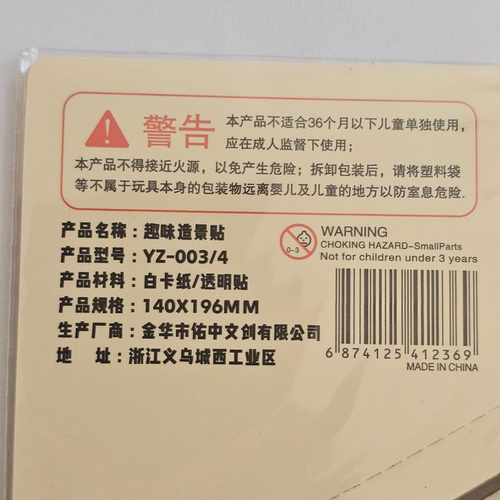 警告
本产品不适合36个月以下儿童单独使用，
应在成人监督下使用；
本产品不得接近火源，以免产生危险；拆卸包装后，请将塑料袋
等不属于玩具本身的包装物远离婴儿及儿童的地方以防室息危险.
产品名称：趣味造景贴
产品型号：YZ-003/4
产品材料：白卡纸/透明贴
产品规格：140X196MM
生产厂商：金华市佑中文创有限公司
地 址：浙江义乌城西工业区
0-3
WARNING
CHOKING HAZARD-SmallParts
Not for children under 3 years
6 874125 412369
MADE IN CHINA